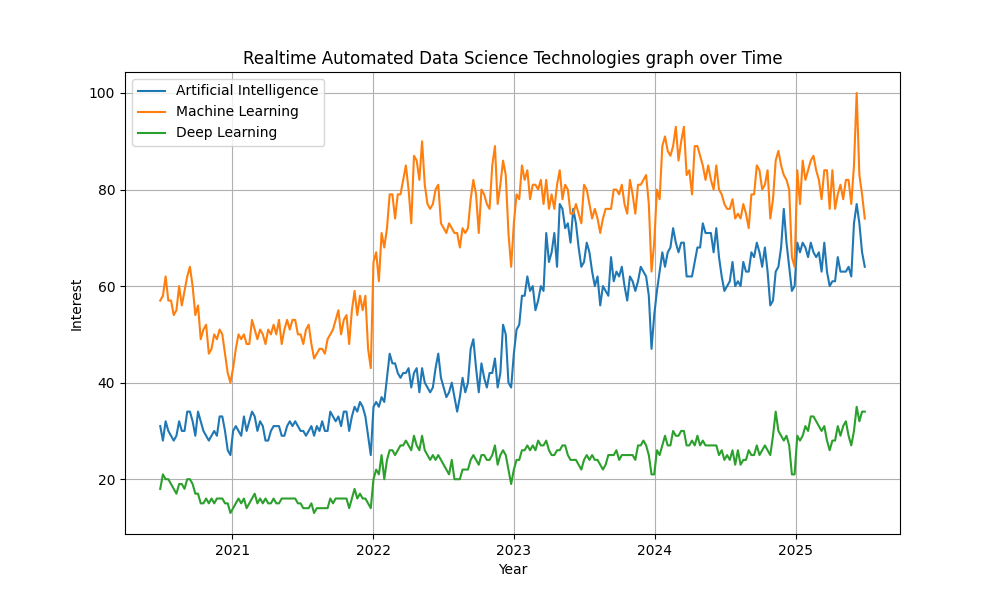 Realtime Automated Data Science Technologies graph over Time
Artificial Intelligence
Machine Learning
Deep Learning
100
80
60
40
20
Interest
2021 2022 2023 2024 2025
Year